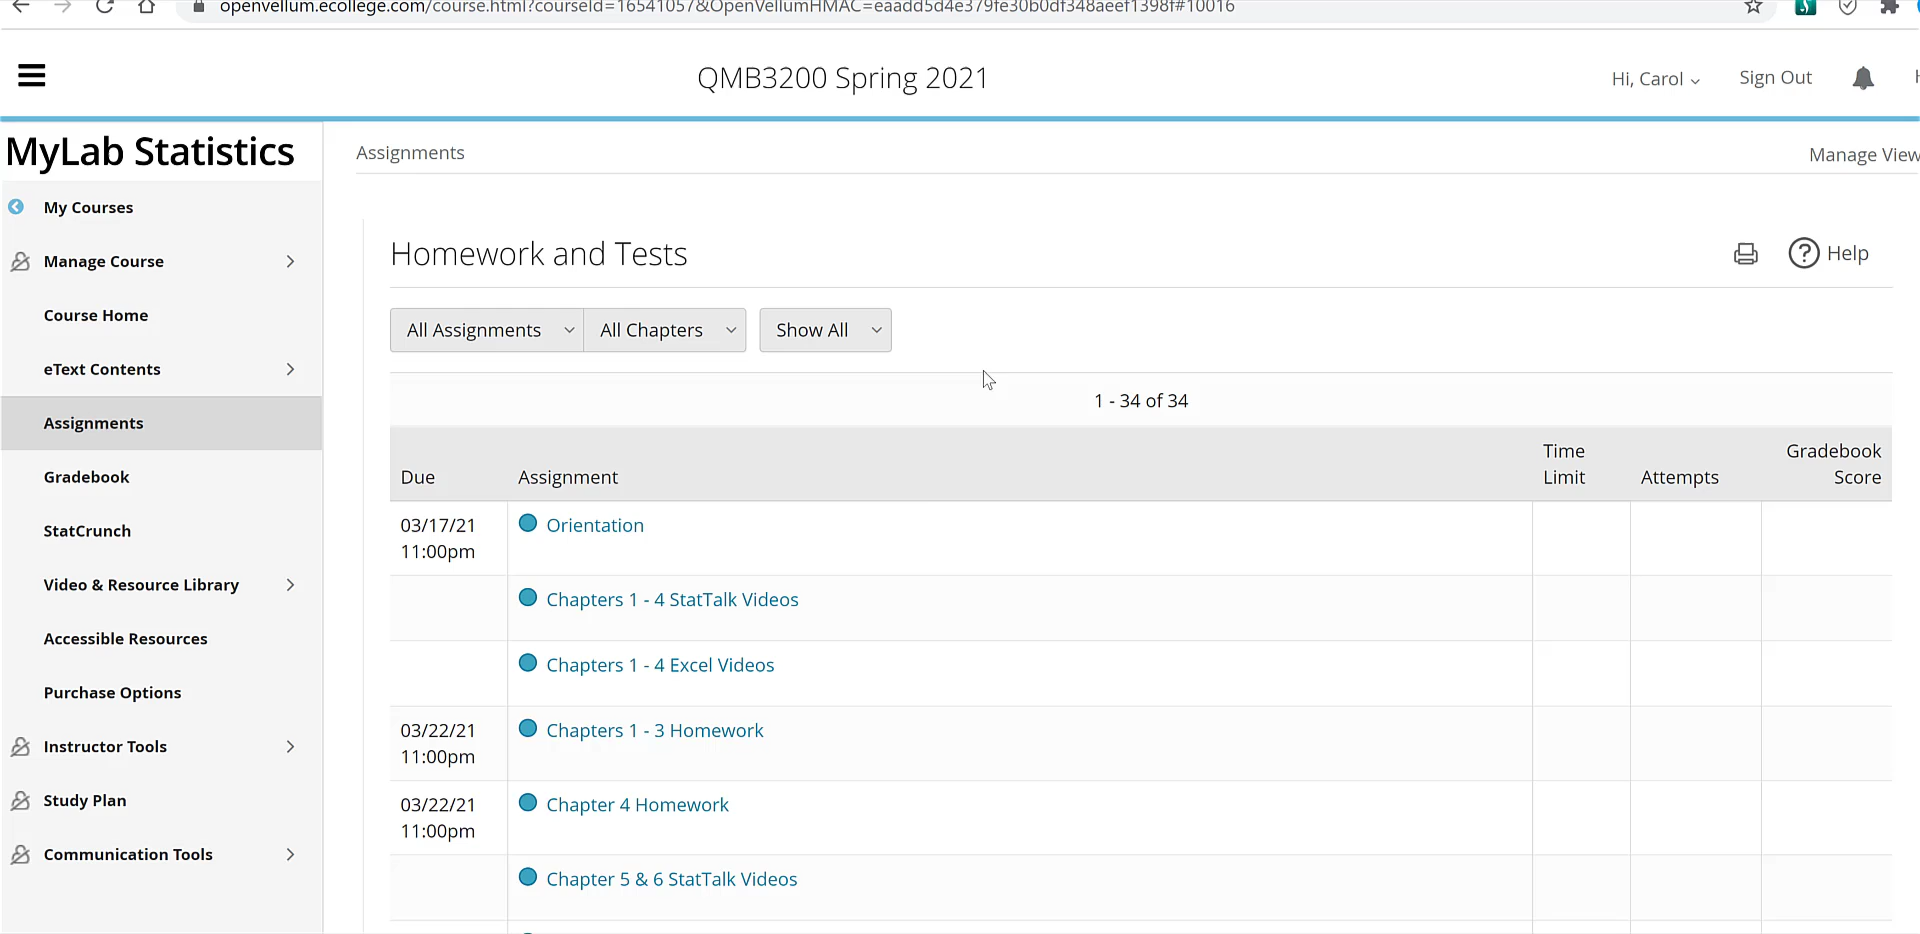 openvellum.ecollege.com/course.html?courseId=16541057&OpenVellumHMAC=eaadd5d4e379fe30b0df348aeef1398f#10016
QMB3200 Spring 2021
Hi, Carol
Sign Out
MyLab Statistics
My Courses
Manage Course
Course Home
eText Contents
Assignments
Gradebook
StatCrunch
Video & Resource Library
Accessible Resources
Purchase Options
Instructor Tools
Study Plan
Communication Tools
Assignments
Manage View
Homework and Tests
? Help
All Assignments
All Chapters
Show All
1 - 34 of 34
Due
Assignment
Time
Limit
Attempts
Gradebook
Score
03/17/21
11:00pm
Orientation
Chapters 1 - 4 StatTalk Videos
Chapters 1 - 4 Excel Videos
03/22/21
11:00pm
Chapters 1 - 3 Homework
03/22/21
11:00pm
Chapter 4 Homework
Chapter 5 & 6 StatTalk Videos